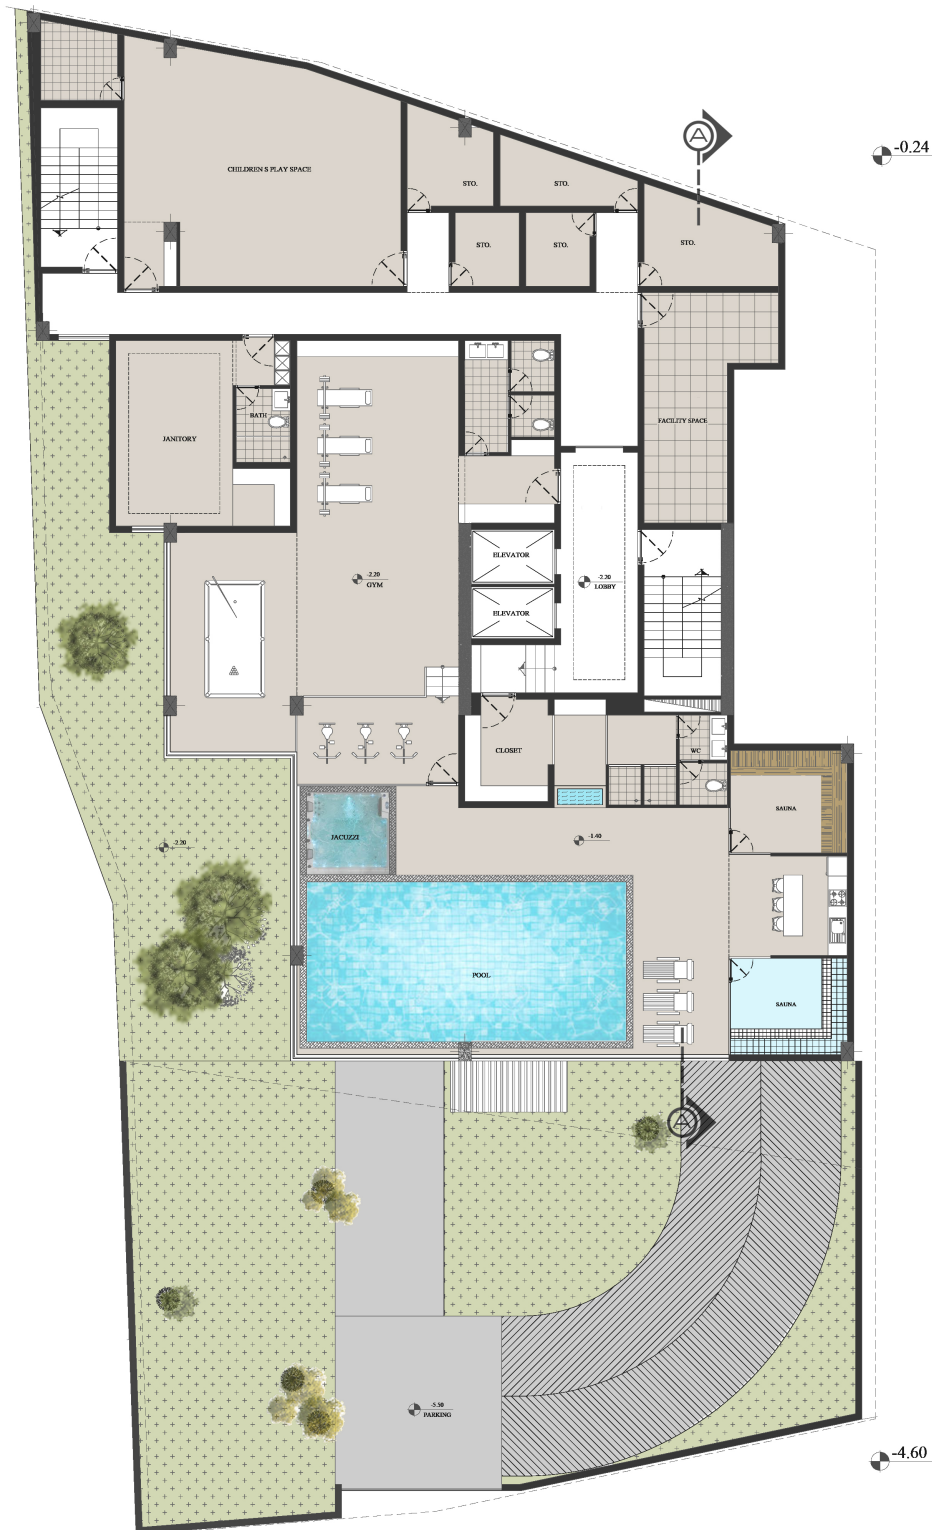 A
-0.24
CHILDREN S PLAY SPACE
STO.
STO.
STO.
STO.
STO.
FACILITY SPACE
BATH
JANITORY
ELEVATOR
-2.20
GYM
-2.20
LOBBY
ELEVATOR
CLOSET
WC
SAUNA
JACUZZI
-1.40
-2.20
POOL
SAUNA
A
-5.50
PARKING
-4.60